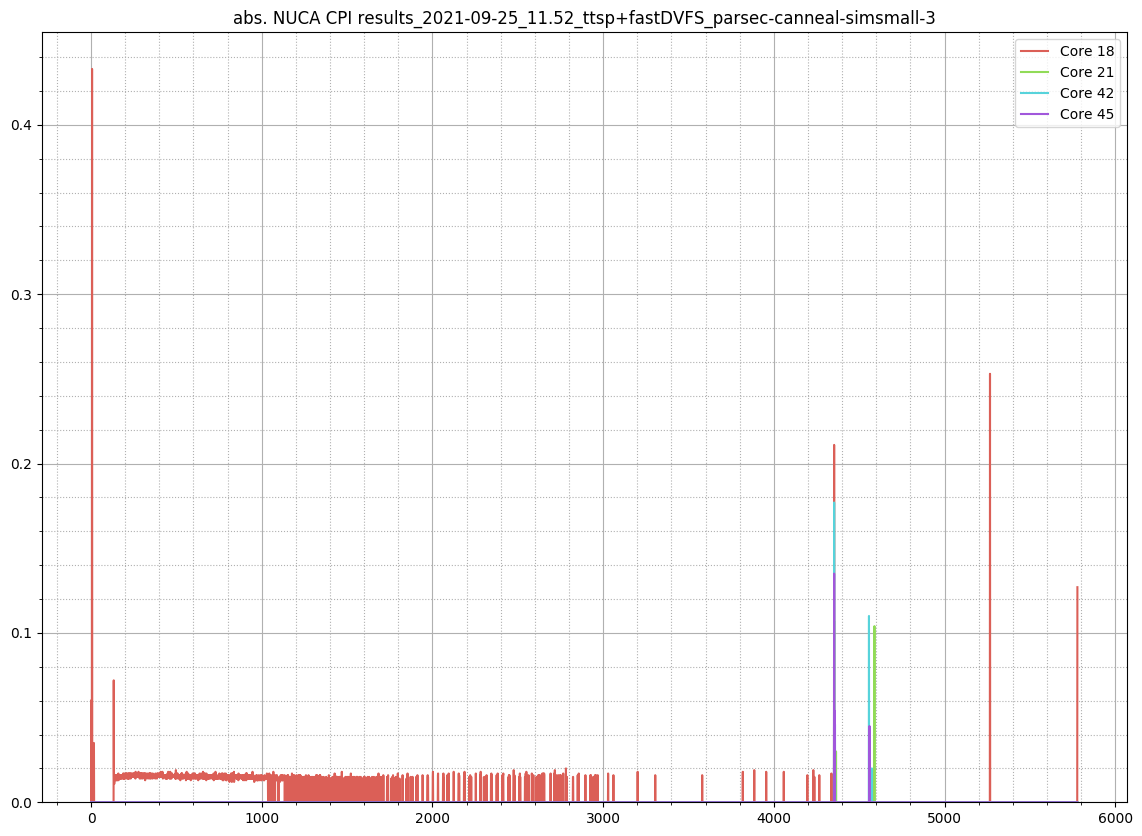 abs. NUCA CPI results_2021-09-25_11.52_ttsp+fastDVFS_parsec-canneal-simsmall-3
Core 18
Core 21
Core 42
Core 45
0.4
0.3
0.2
0.1
0.0
0 1000 2000 3000 4000 5000 6000